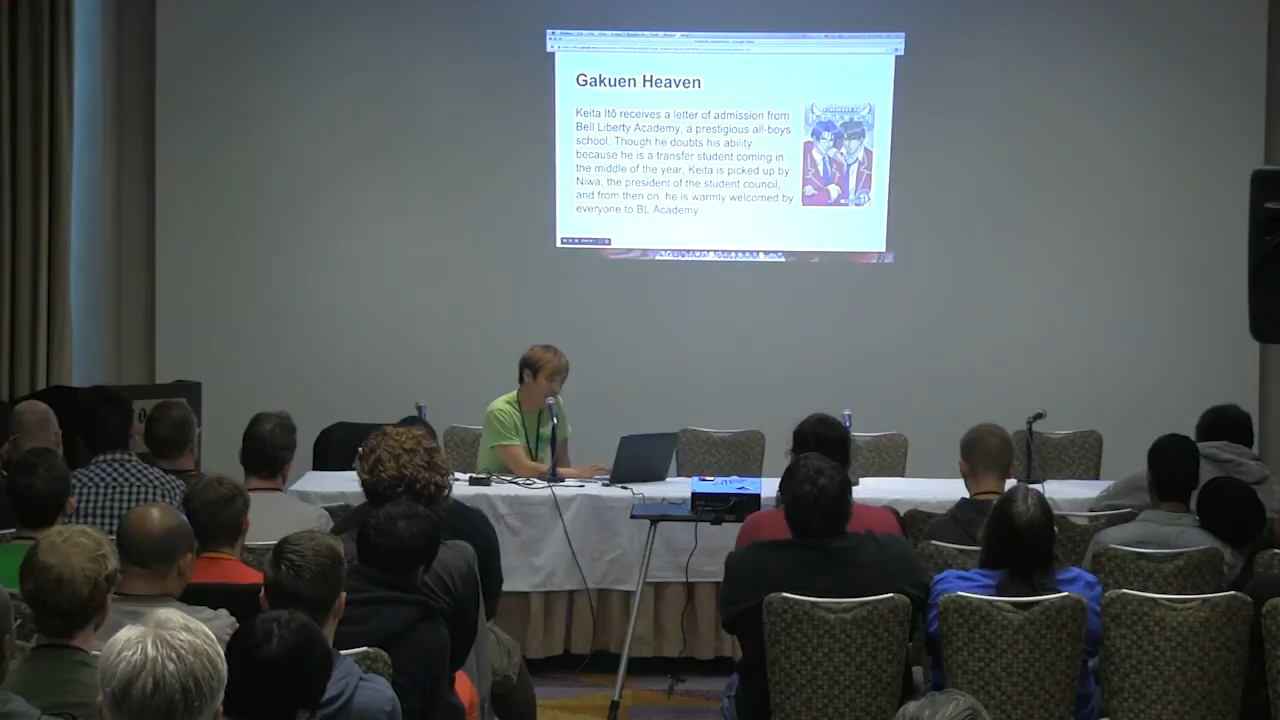 Gakuen Heaven
Keita Itō receives a letter of admission from
Bell Liberty Academy, a prestigious all-boys
school. Though he doubts his ability
because he is a transfer student coming in
the middle of the year, Keita is picked up by
Niwa, the president of the student council,
and from then on, he is warmly welcomed by
everyone to BL Academy